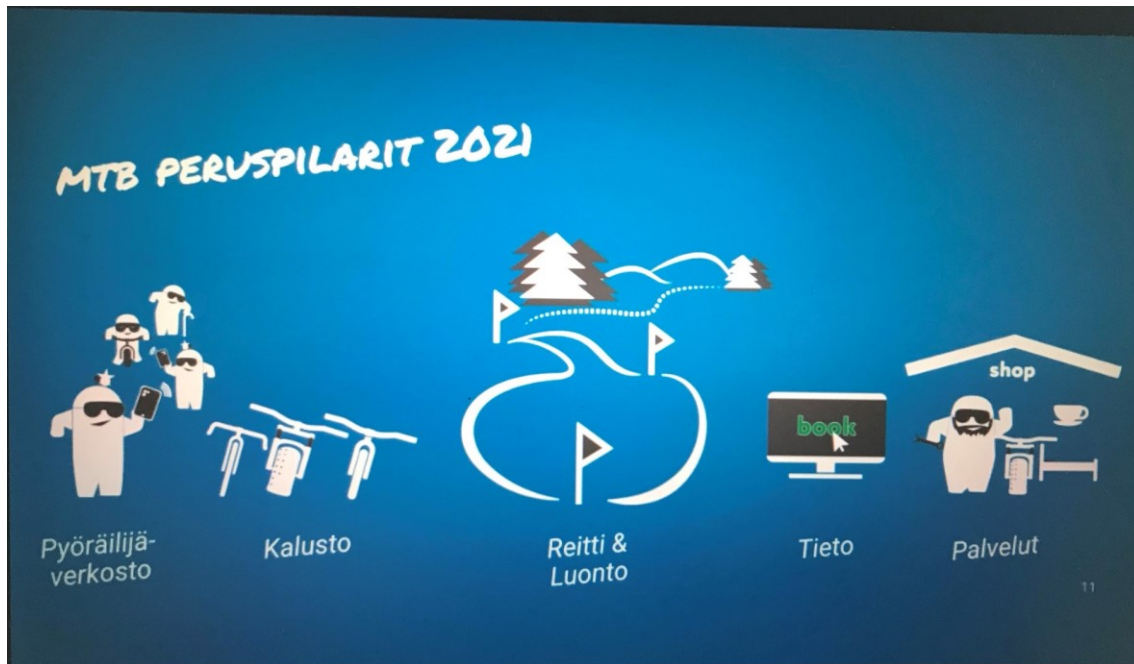 MTB PERUSPILARIT 2021
shop
book
Pyöräilijä-
verkosto
Kalusto
Reitti &
Luonto
Tieto
Palvelut
11